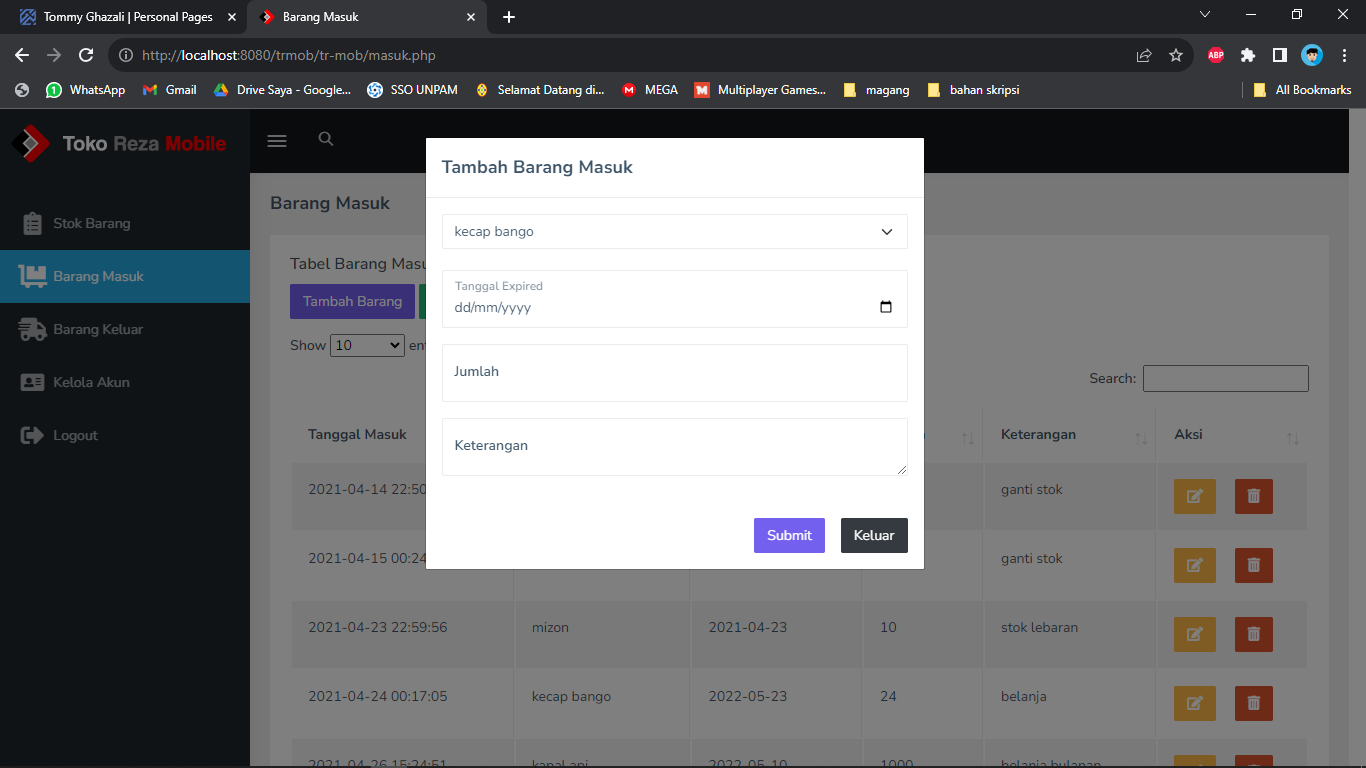 Tommy Ghazali | Personal Pages
Barang Masuk
http://localhost:8080/trmob/tr-mob/masuk.php
ABP
WhatsApp
Gmail
Drive Saya - Google...
SSO UNPAM
Selamat Datang di...
MEGA
Multiplayer Games...
magang
bahan skripsi
All Bookmarks
Toko Reza Mobile
Stok Barang
Barang Masuk
Barang Keluar
Kelola Akun
Logout
Barang Masuk
Tabel Barang Masu
Tambah Barang
Show 10 ent
Search:
Tambah Barang Masuk
kecap bango
Tanggal Expired
dd/mm/yyyy
Jumlah
Keterangan
Submit Keluar
Tanggal Masuk Keterangan Aksi
2021-04-14 22:50 ganti stok
2021-04-15 00:24 ganti stok
2021-04-23 22:59:56 mizon 2021-04-23 10 stok lebaran
2021-04-24 00:17:05 kecap bango 2022-05-23 24 belanja
2021-04-26 15:24:51 kapal api 2022-05-10 1000 belanja bulanan